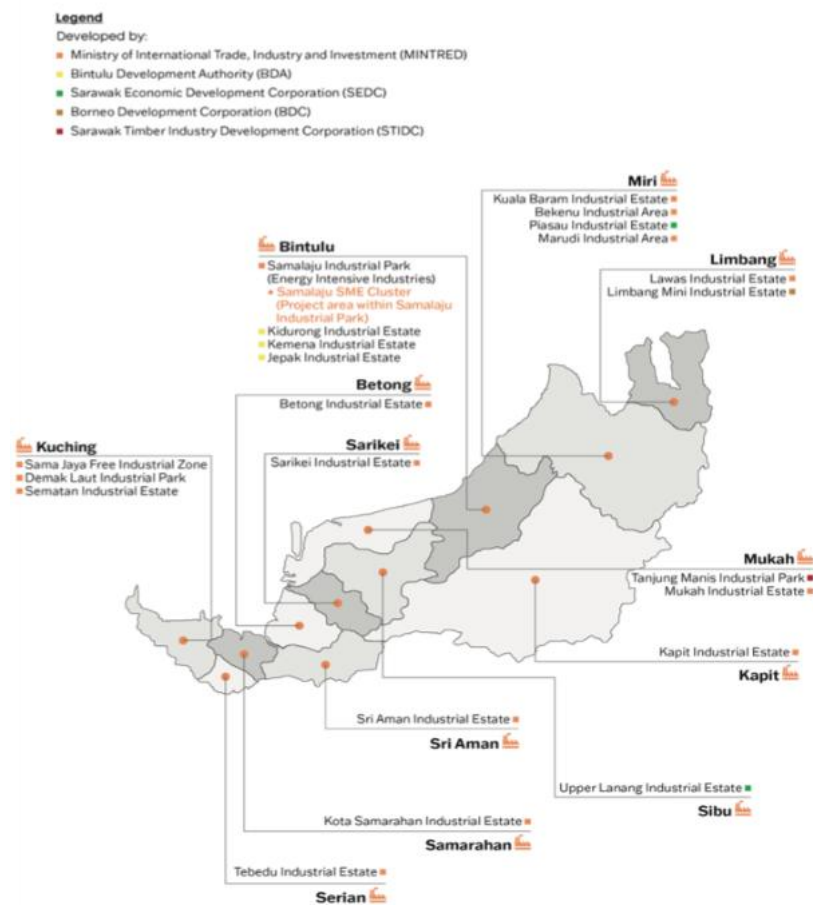 Legend
Developed by:
Ministry of International Trade, Industry and Investment (MINTRED)
Bintulu Development Authority (BDA)
Sarawak Economic Development Corporation (SEDC)
Borneo Development Corporation (BDC)
Sarawak Timber Industry Development Corporation (STIDC)
Miri
Kuala Baram Industrial Estate
Bekenu Industrial Area
Piasau Industrial Estate
Marudi Industrial Area
Bintulu
Samalaju Industrial Park
(Energy Intensive Industries)
Samalaju SME Cluster
(Project area within Samalaju
Industrial Park)
Kidurong Industrial Estate
Kemena Industrial Estate
Jepak Industrial Estate
Limbang
Lawas Industrial Estate
Limbang Mini Industrial Estate
Betong
Betong Industrial Estate
Kuching
Sama Jaya Free Industrial Zone
Demak Laut Industrial Park
Sematan Industrial Estate
Sarikei
Sarikei Industrial Estate
Mukah
Tanjung Manis Industrial Park
Mukah Industrial Estate
Kapit Industrial Estate
Kapit
Sri Aman Industrial Estate
Sri Aman
Upper Lanang Industrial Estate
Sibu
Kota Samarahan Industrial Estate
Samarahan
Tebedu Industrial Estate
Serian